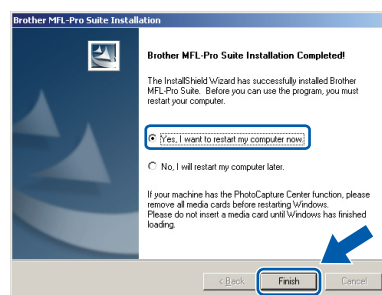 Brother MFL-Pro Suite Installation
Brother MFL-Pro Suite Installation Completed!
The InstallShield Wizard has successfully installed Brother
MFL-Pro Suite. Before you can use the program, you must
restart your computer.
Yes, I want to restart my computer now.
No, I will restart my computer later.
If your machine has the PhotoCapture Center function, please
remove all media cards before restarting Windows.
Please do not insert a media card until Windows has finished
loading.
< Back Finish Cancel